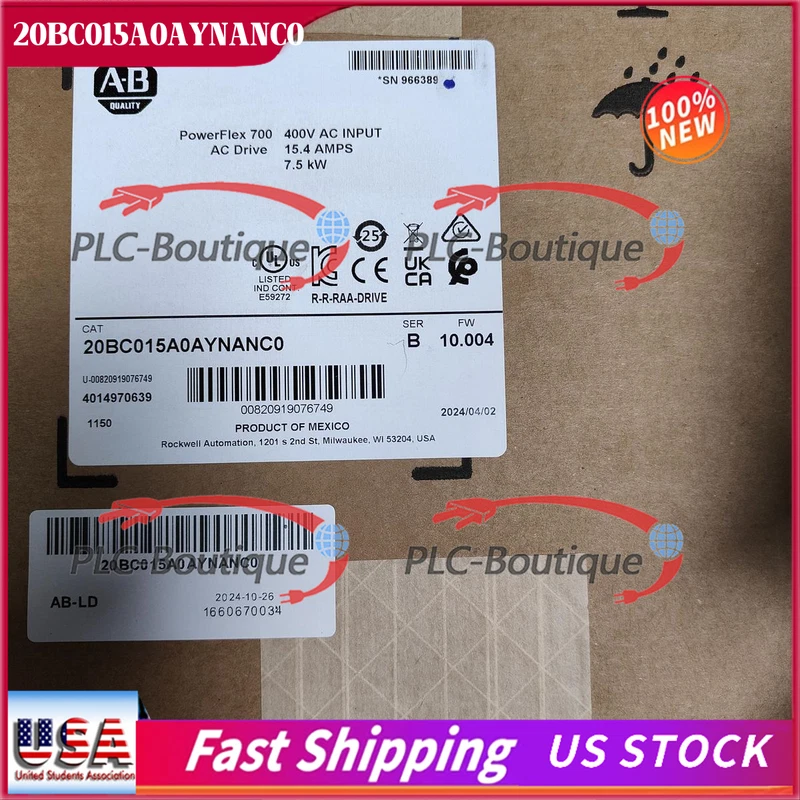 20BC015A0AYNANC0
A-B
QUALITY
*SN 966389
100%
NEW
PowerFlex 700 400V AC INPUT
AC Drive 15.4 AMPS
7.5 kW
PLC-Boutique
PLC-Boutique
25
C UL US
LISTED
IND CONT.
E59272
CE
UK
CA
R-R-RAA-DRIVE
CAT
20BC015A0AYNANC0
SER
B
FW
10.004
U-00820919076749
4014970639
1150
00820919076749
2024/04/02
PRODUCT OF MEXICO
Rockwell Automation, 1201 s 2nd St, Milwaukee, WI 53204, USA
PLC-Boutique
PLC-Boutique
20BC015A0AYNANC0
AB-LD
2024-10-26
1660670034
USA
United Students Association
Fast Shipping
US STOCK